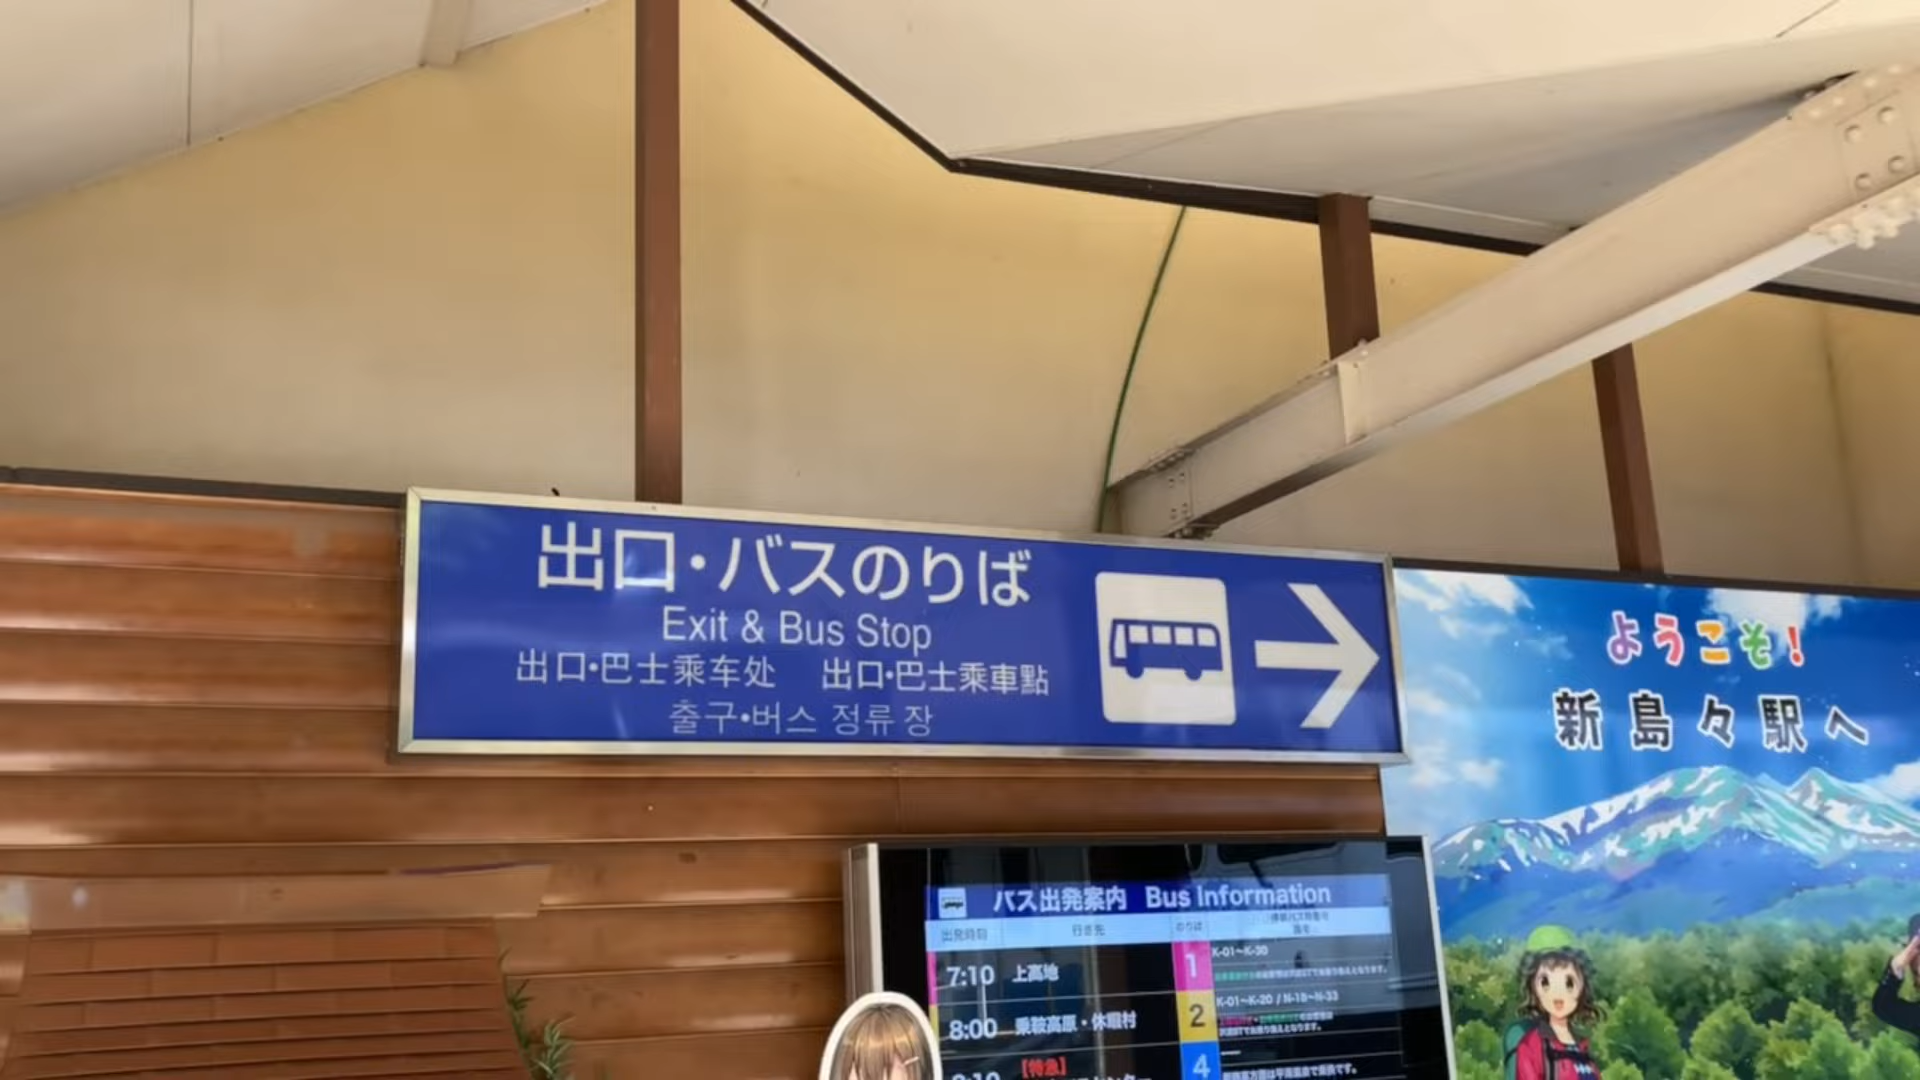 出口・バスのりば
Exit & Bus Stop
出口・巴士乘车处 出口・巴士乘車點
출구・버스 정류장
ようこそ！
新島々駅へ
バス出発案内 Bus Information
出発時刻 行き先 のりば
7:10 上高地 1 K-01〜K-30
8:00 乗鞍高原・休暇村 2 K-01〜K-20 / N-18〜N-33
【特急】
4